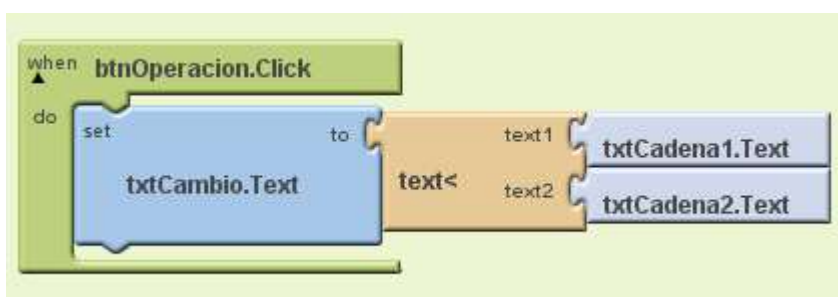 when btnOperacion.Click
do set to text1 txtCadena1.Text
txtCambio.Text text< text2 txtCadena2.Text